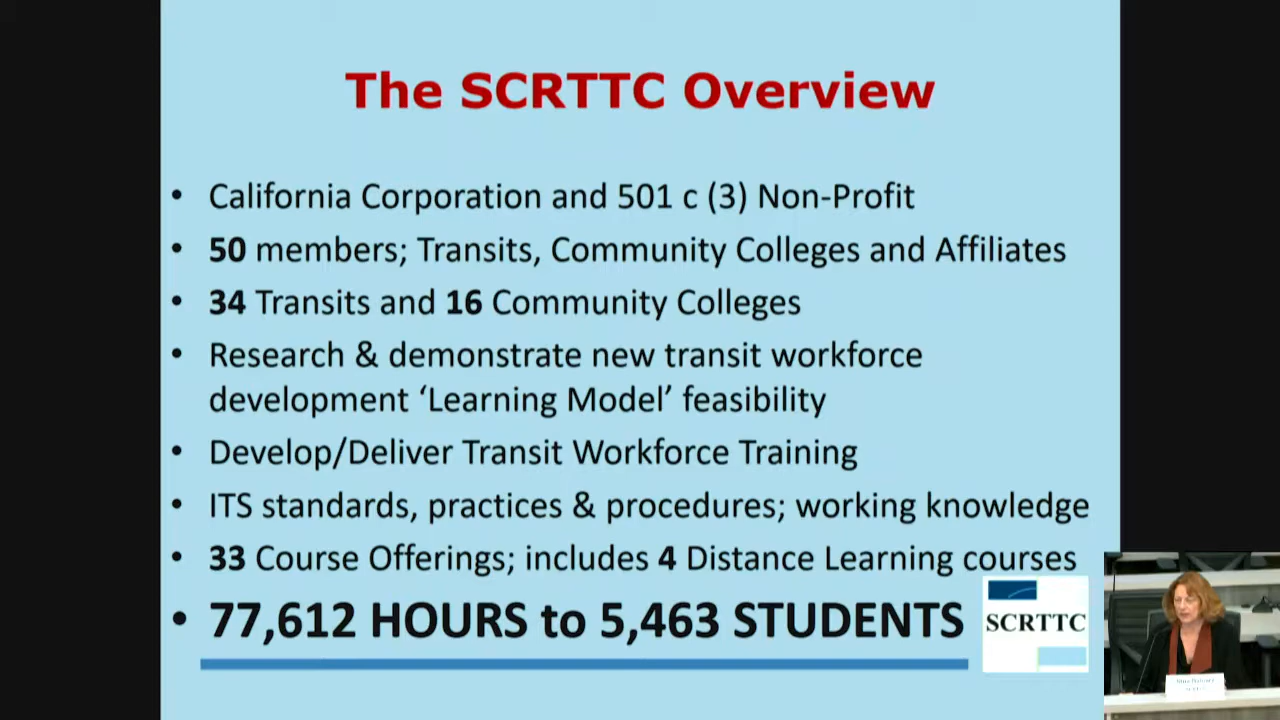 The SCRTTC Overview
• California Corporation and 501 c (3) Non-Profit
• 50 members; Transits, Community Colleges and Affiliates
• 34 Transits and 16 Community Colleges
• Research & demonstrate new transit workforce
development ‘Learning Model’ feasibility
• Develop/Deliver Transit Workforce Training
• ITS standards, practices & procedures; working knowledge
• 33 Course Offerings; includes 4 Distance Learning courses
• 77,612 HOURS to 5,463 STUDENTS
SCRTTC